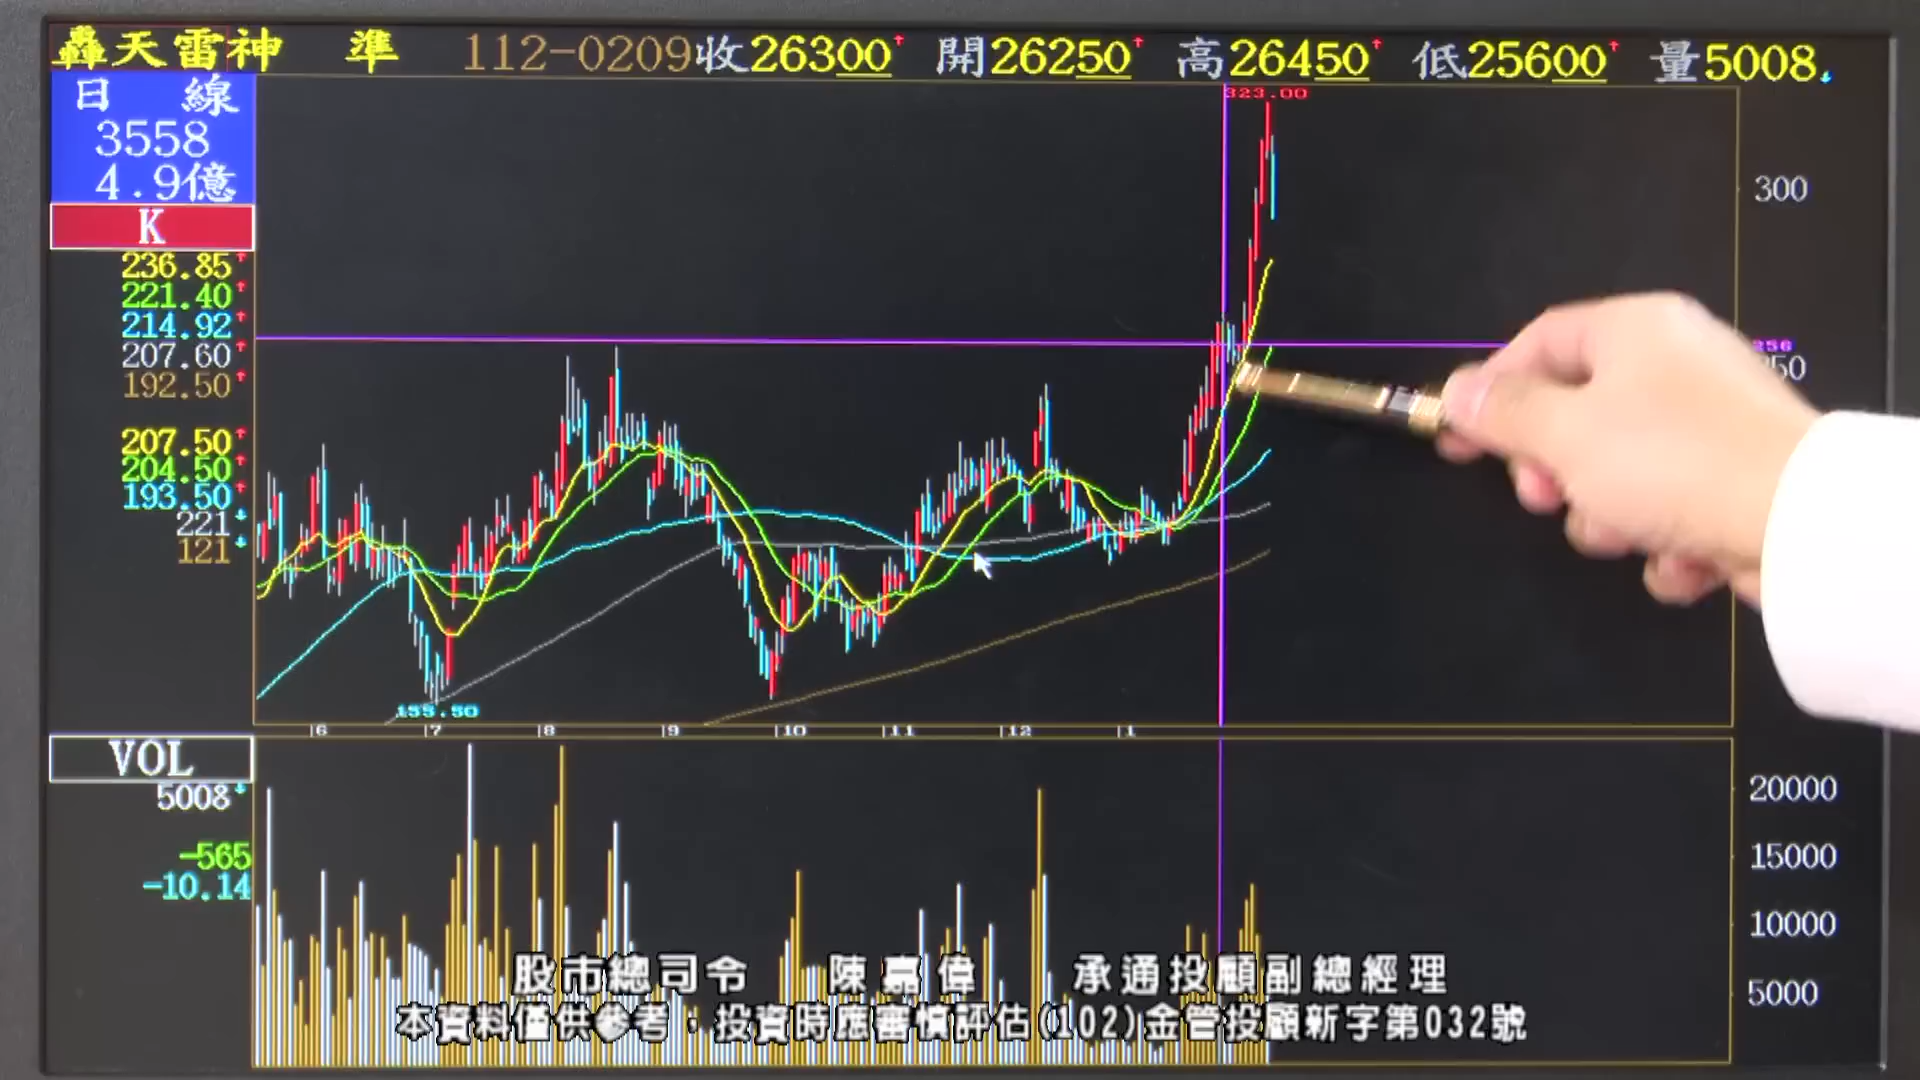 轟天雷神 準 112-0209收26300↑ 開26250↑ 高26450↑ 低25600↑ 量5008↓
日 線
3558
4.9億
K
236.85↑
221.40↑
214.92↑
207.60↑
192.50↑
207.50↑
204.50↑
193.50↑
221↓
121↓
323.00
300
256
250
155.50
6 7 8 9 10 11 12 1
VOL
5008↓
-565
-10.14
20000
15000
10000
5000
股市總司令 陳嘉偉 承通投顧副總經理
本資料僅供參考，投資時應審慎評估(102)金管投顧新字第032號